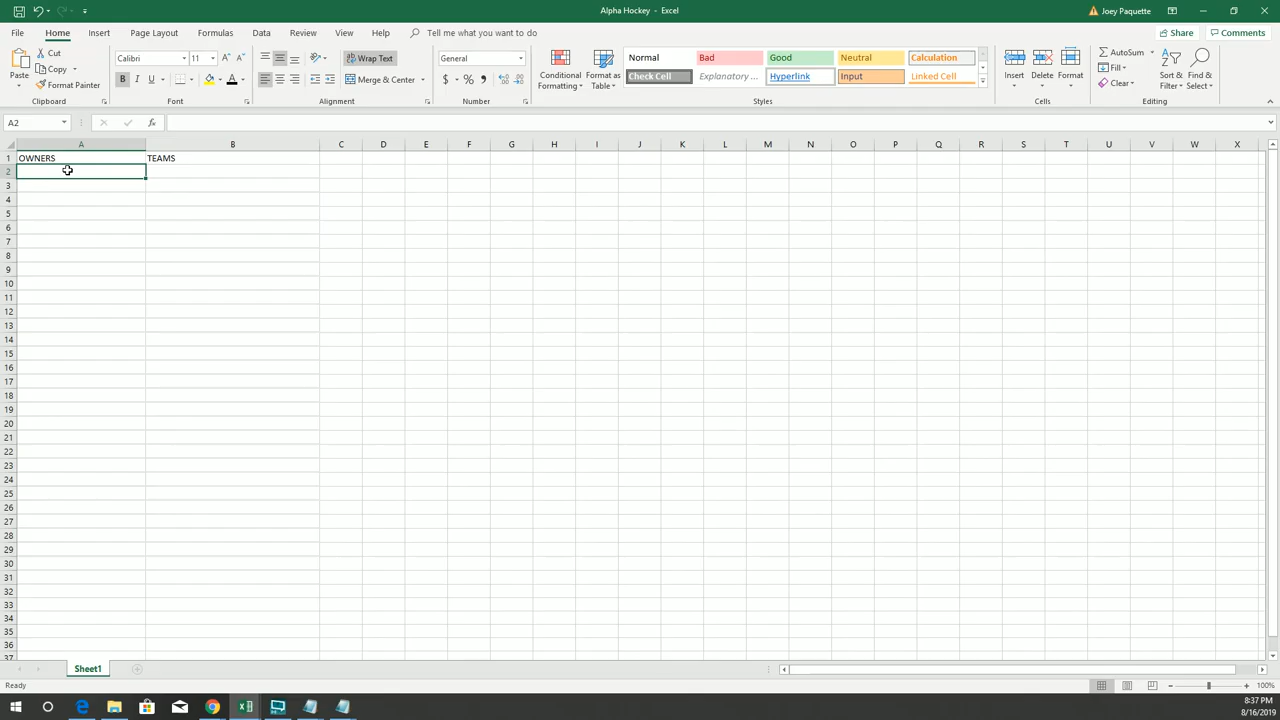 Alpha Hockey - Excel
Joey Paquette
File Home Insert Page Layout Formulas Data Review View Help Tell me what you want to do Share Comments
Paste Cut Copy Format Painter Clipboard
Calibri 11 B I U A Font
Wrap Text Merge & Center Alignment
General $ % Number
Conditional Formatting Format as Table
Normal Bad Good Neutral Calculation
Check Cell Explanatory ... Hyperlink Input Linked Cell
Styles
Insert Delete Format Cells
AutoSum Fill Clear Sort & Filter Find & Select Editing
A2 fx
A B C D E F G H I J K L M N O P Q R S T U V W X
1 OWNERS TEAMS
2
3
4
5
6
7
8
9
10
11
12
13
14
15
16
17
18
19
20
21
22
23
24
25
26
27
28
29
30
31
32
33
34
35
36
37
Sheet1
Ready 100%
8:37 PM
8/16/2019